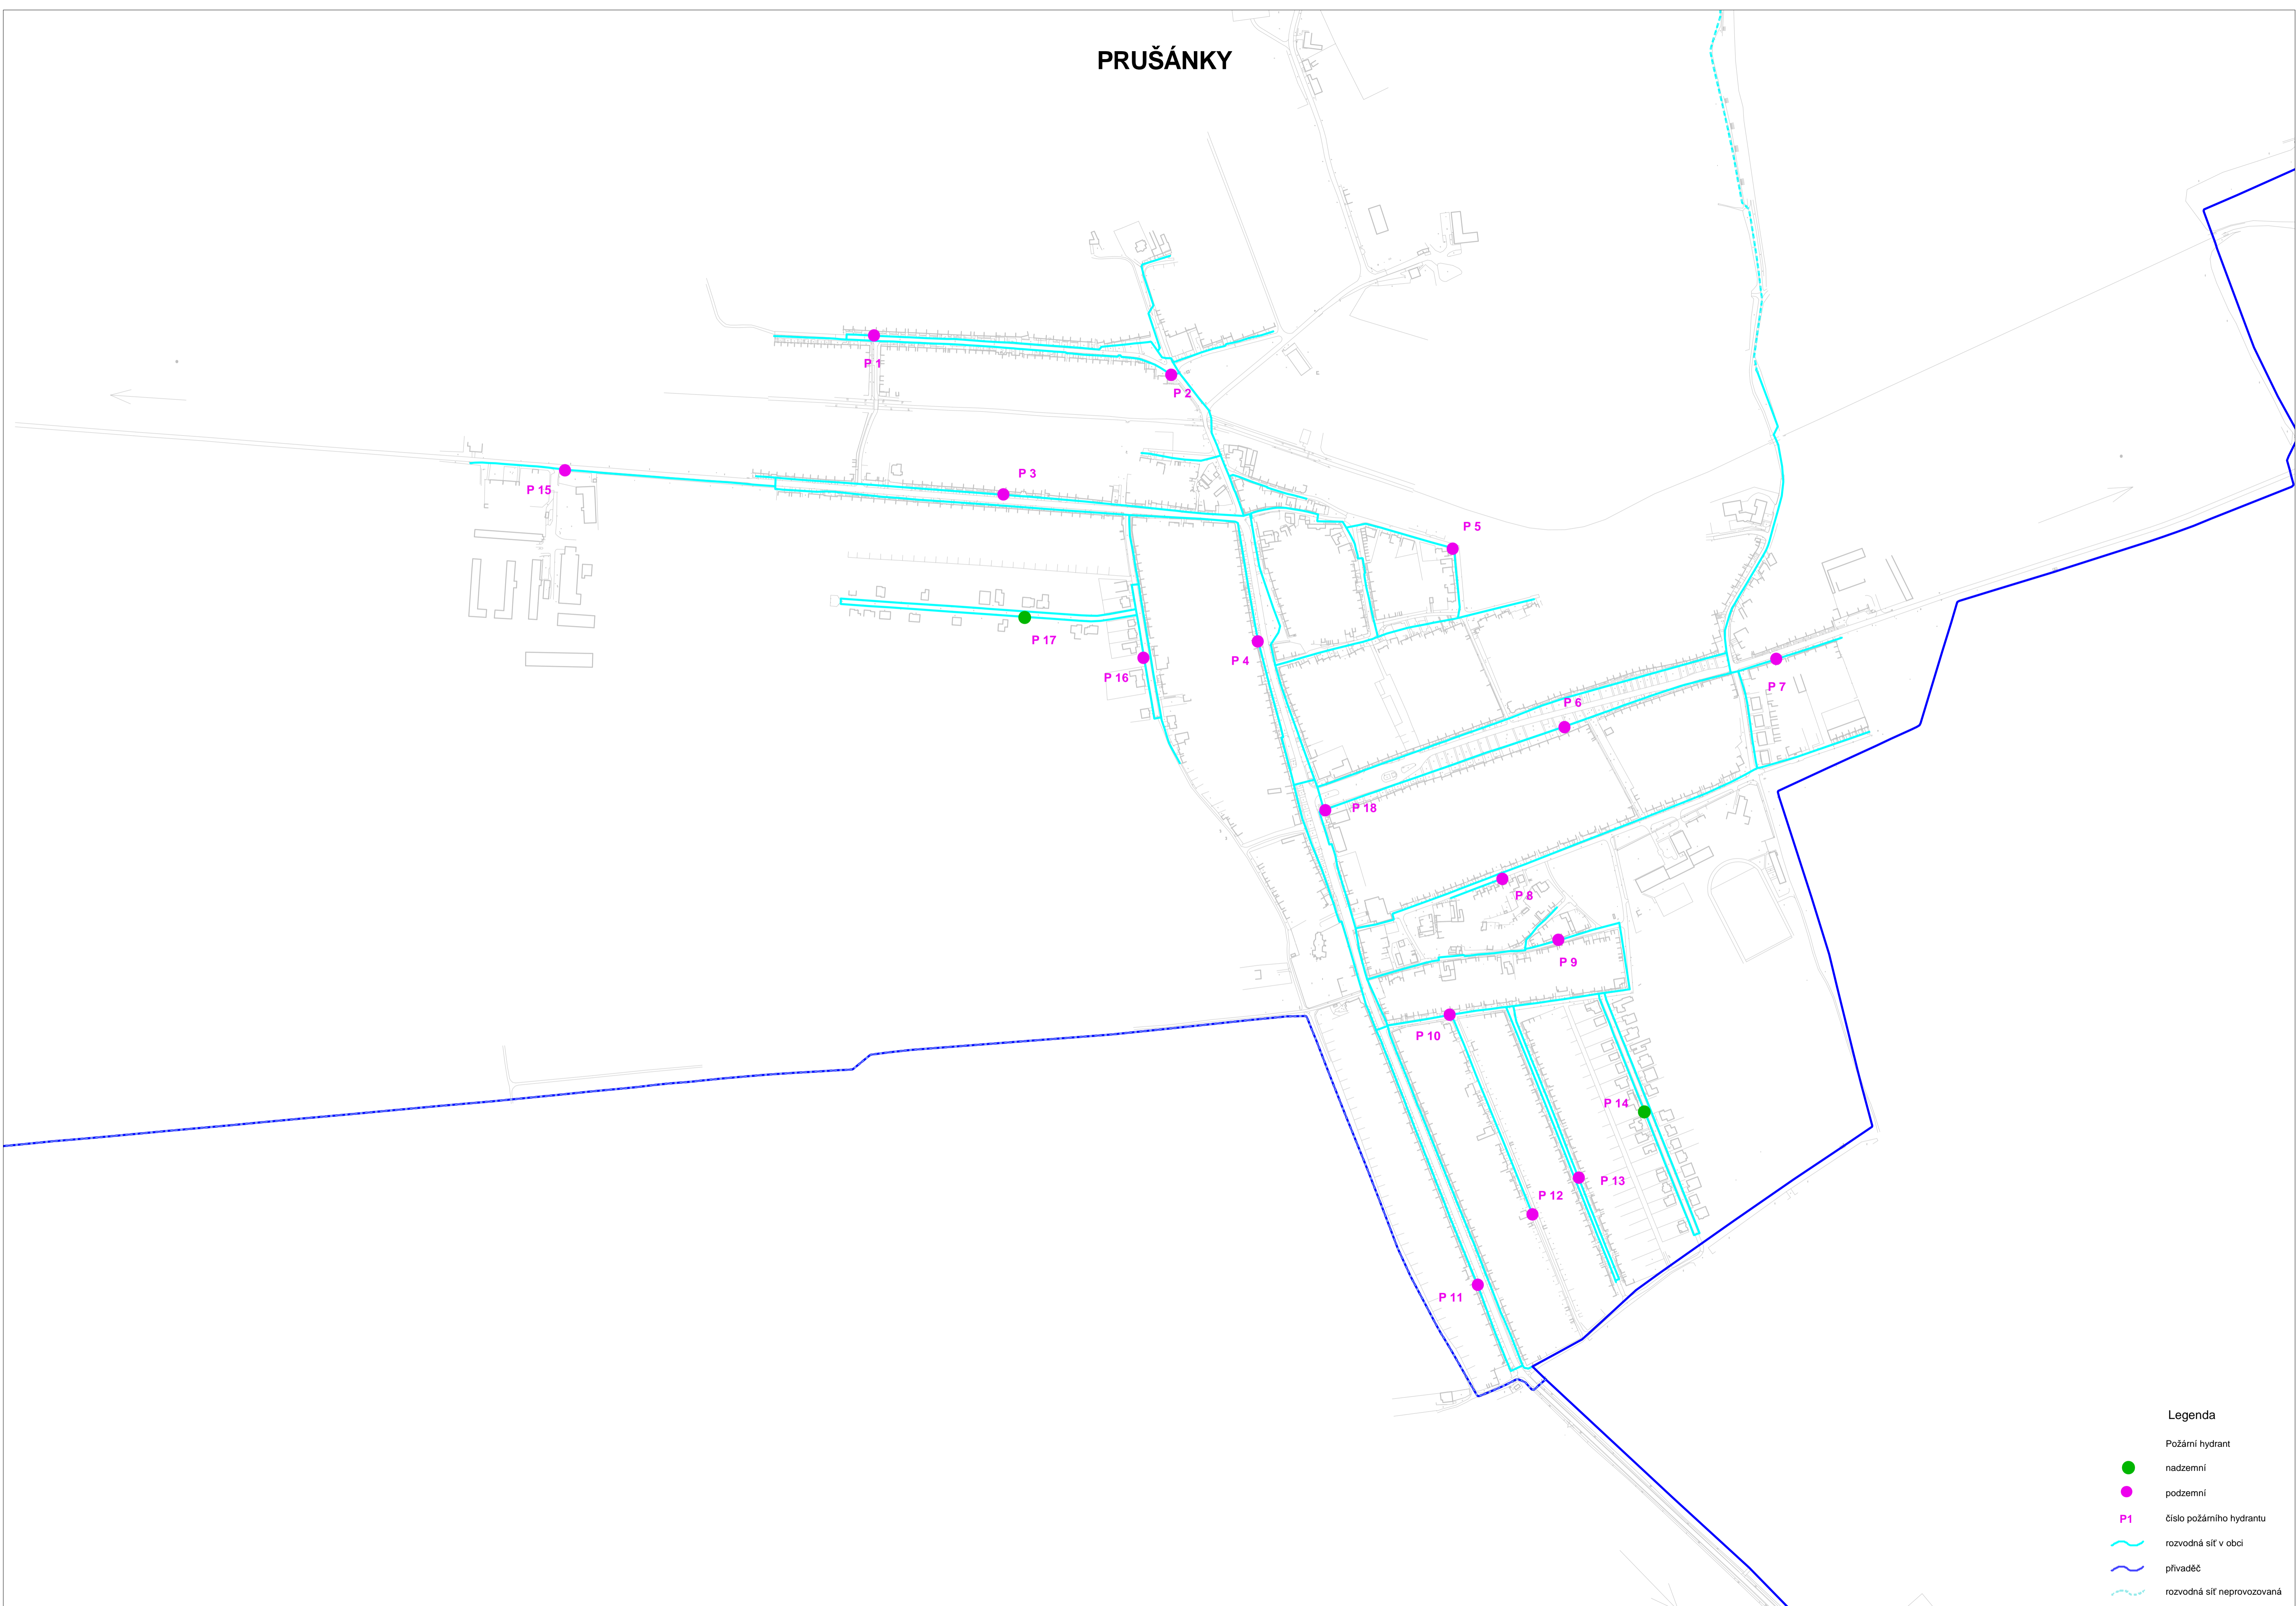 PRUŠÁNKY
P 1
P 2
P 3
P 15
P 5
P 17
P 4
P 16
P 7
P 6
P 18
P 8
P 9
P 10
P 14
P 13
P 12
P 11
Legenda
Požární hydrant
nadzemní
podzemní
P1 číslo požárního hydrantu
rozvodná síť v obci
přivaděč
rozvodná síť neprovozovaná